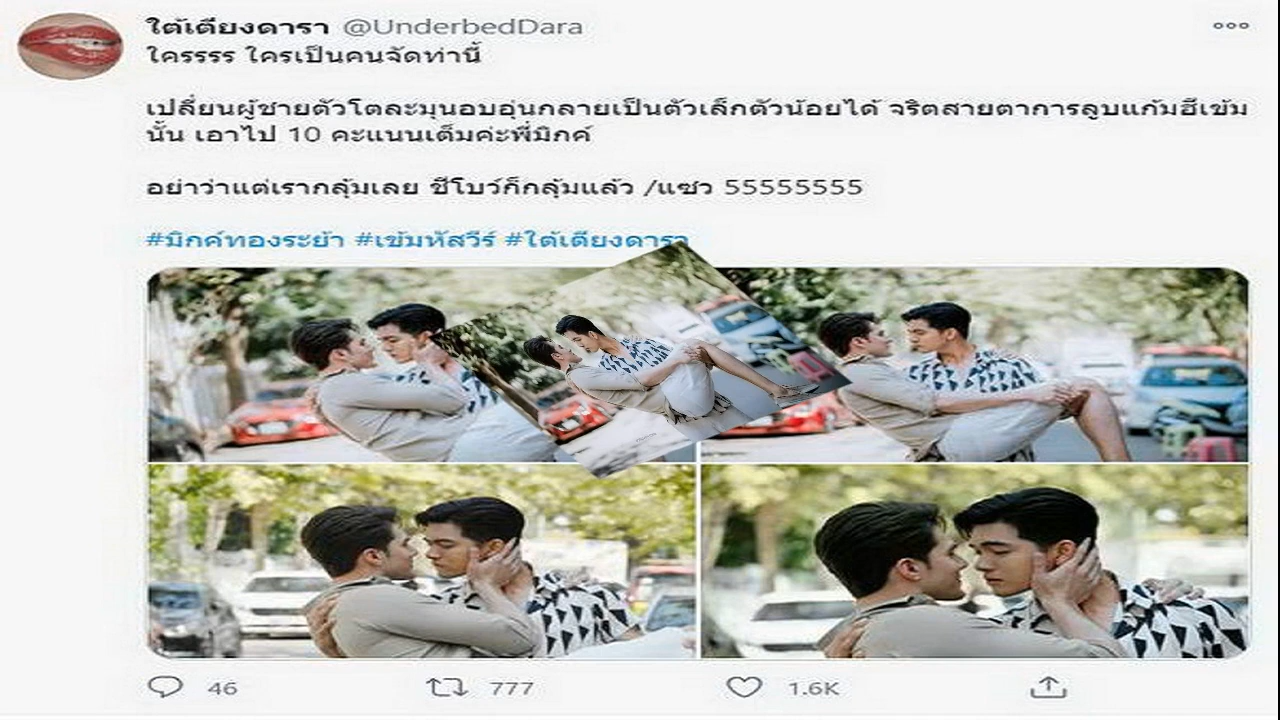 ใต้เตียงดารา @UnderbedDara
ใครรรร ใครเป็นคนจัดท่านี้
เปลี่ยนผู้ชายตัวโตละมุนอบอุ่นกลายเป็นตัวเล็กตัวน้อยได้ จริตสายตาการลูบแก้มฮีเข้ม
นั้น เอาไป 10 คะแนนเต็มค่ะพี่มิกค์
อย่าว่าแต่เรากลุ้มเลย ชีโบว์ก็กลุ้มแล้ว /แซว 55555555
#มิกค์ทองระย้า #เข้มหัสวีร์ #ใต้เตียงดารา
46 777 1.6K